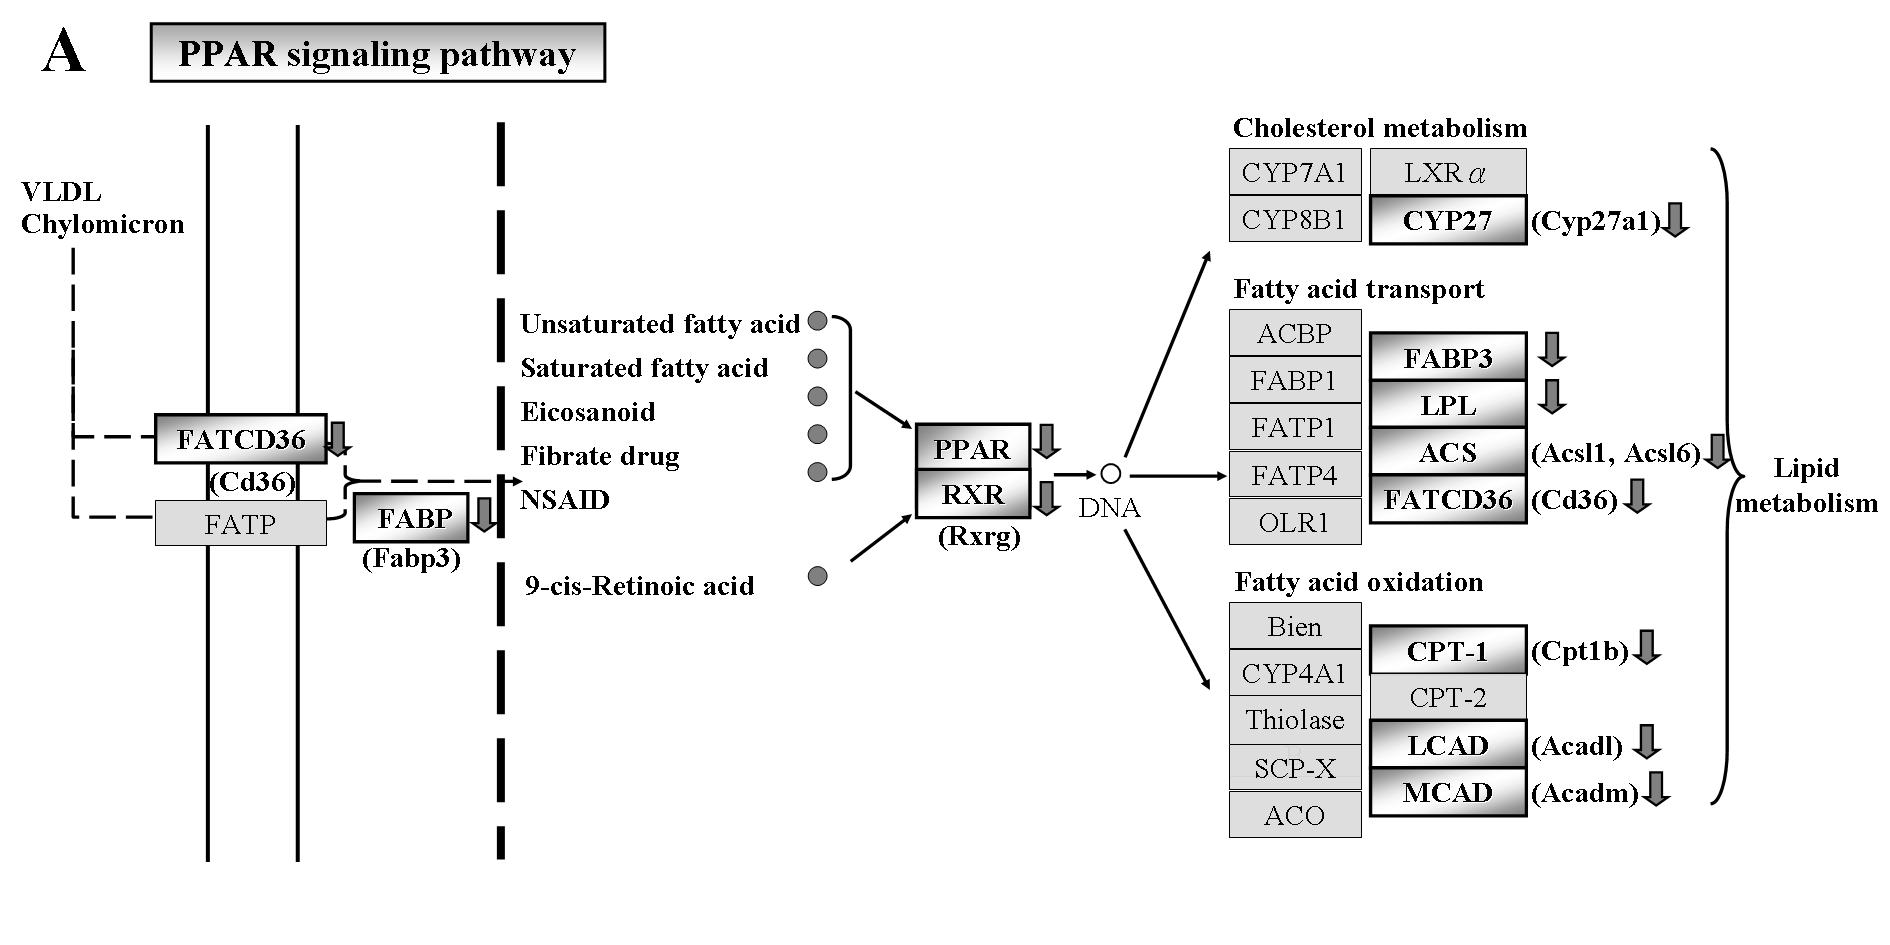 A
PPAR signaling pathway
VLDL
Chylomicron
FATCD36
(Cd36)
FATP
FABP
(Fabp3)
Unsaturated fatty acid
Saturated fatty acid
Eicosanoid
Fibrate drug
NSAID
9-cis-Retinoic acid
PPAR
RXR
(Rxrg)
DNA
Cholesterol metabolism
CYP7A1 LXR α
CYP8B1 CYP27 (Cyp27a1)
Fatty acid transport
ACBP
FABP1
FATP1
FATP4
OLR1
FABP3
LPL
ACS (Acsl1, Acsl6)
FATCD36 (Cd36)
Fatty acid oxidation
Bien
CYP4A1
Thiolase
SCP-X
ACO
CPT-1 (Cpt1b)
CPT-2
LCAD (Acadl)
MCAD (Acadm)
Lipid
metabolism